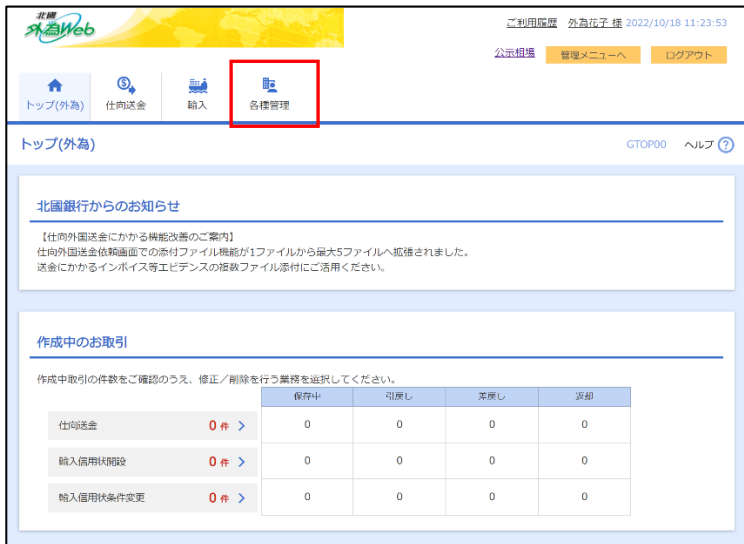 北國
外為Web
ご利用履歴 外為花子 様 2022/10/18 11:23:53
公示相場 管理メニューへ ログアウト
トップ(外為) 仕向送金 輸入 各種管理
トップ(外為) GTOP00 ヘルプ ?
北國銀行からのお知らせ
【仕向外国送金にかかる機能改善のご案内】
仕向外国送金依頼画面での添付ファイル機能が1ファイルから最大5ファイルへ拡張されました。
送金にかかるインボイス等エビデンスの複数ファイル添付にご活用ください。
作成中のお取引
作成中取引の件数をご確認のうえ、修正／削除を行う業務を選択してください。
保存中 引戻し 差戻し 返却
仕向送金 0 件 0 0 0 0
輸入信用状開設 0 件 0 0 0 0
輸入信用状条件変更 0 件 0 0 0 0